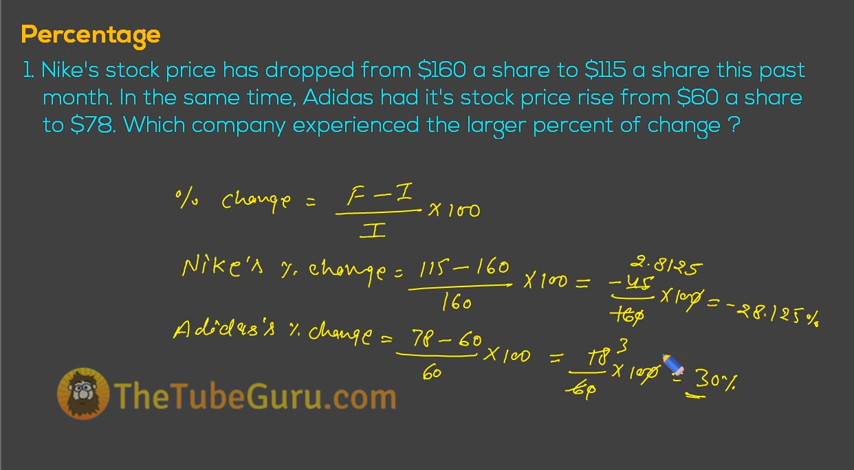 Percentage
1. Nike's stock price has dropped from $160 a share to $115 a share this past
month. In the same time, Adidas had it's stock price rise from $60 a share
to $78. Which company experienced the larger percent of change ?
% change = F - I / I × 100
Nike's % change = 115 - 160 / 160 × 100 = - 45 / 160 × 100 = - 28.125 %
2.8125
Adidas's % change = 78 - 60 / 60 × 100 = 18 / 60 × 100 = 30%
3
TheTubeGuru.com